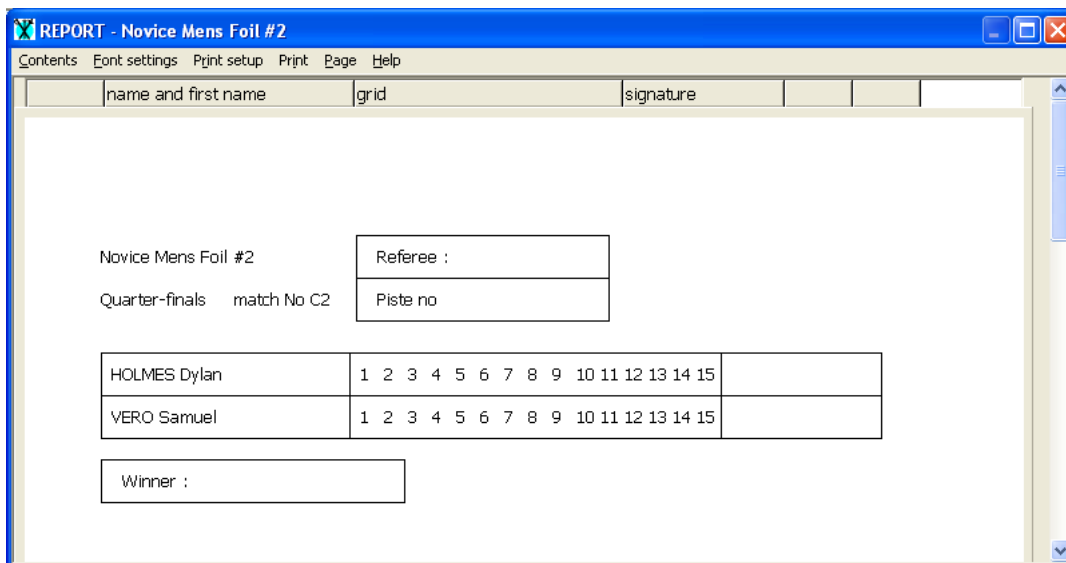 REPORT - Novice Mens Foil #2
Contents Font settings Print setup Print Page Help
name and first name grid signature
Novice Mens Foil #2 Referee :
Quarter-finals match No C2 Piste no
HOLMES Dylan 1 2 3 4 5 6 7 8 9 10 11 12 13 14 15
VERO Samuel 1 2 3 4 5 6 7 8 9 10 11 12 13 14 15
Winner :